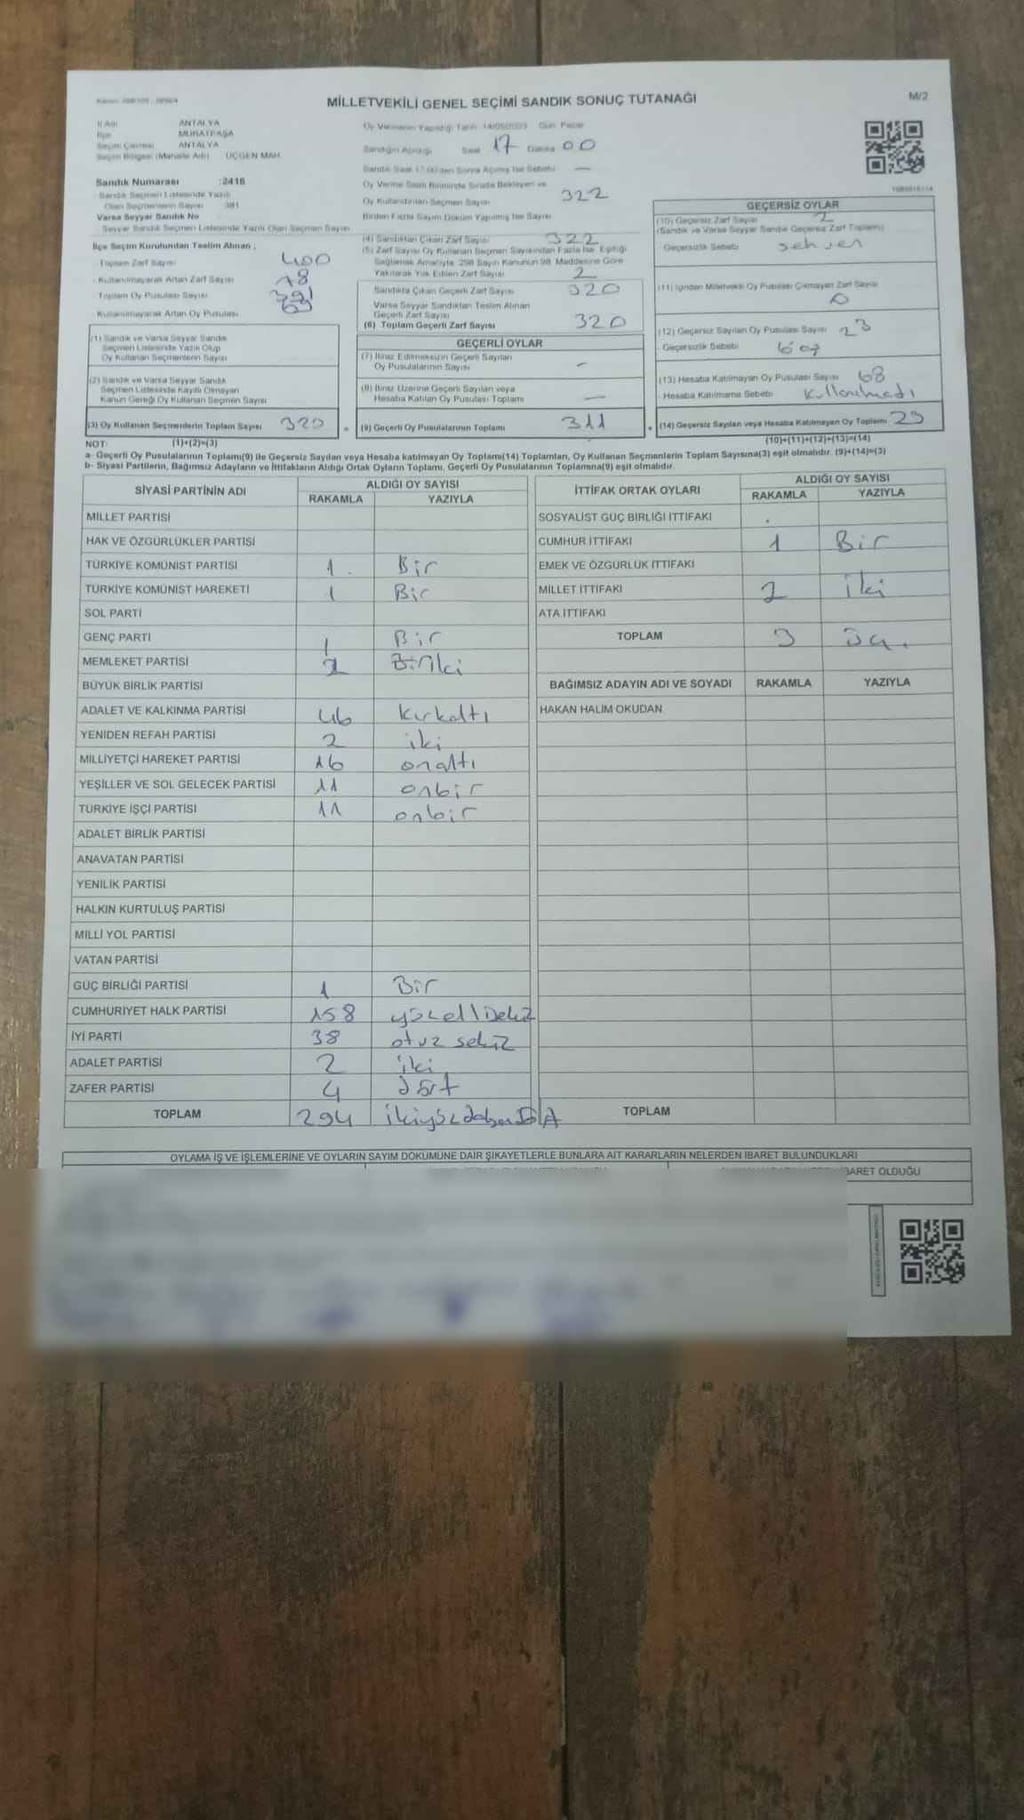 MİLLETVEKİLİ GENEL SEÇİMİ SANDIK SONUÇ TUTANAĞI
M/2
İl Adı ANTALYA
İlçe MURATPAŞA
Seçim Çevresi ANTALYA
Seçim Bölgesi (Mahalle Adı) ÜÇGEN MAH.
Sandık Numarası :2416
Sandık Seçmen Listesinde Yazılı
Olan Seçmenlerin Sayısı 381
Varsa Seyyar Sandık No
Seyyar Sandık Seçmen Listesinde Yazılı Olan Seçmen Sayısı
İlçe Seçim Kurulundan Teslim Alınan ;
Toplam Zarf Sayısı 400
Kullanılmayarak Artan Zarf Sayısı 78
Toplam Oy Pusulası Sayısı
Kullanılmayarak Artan Oy Pusulası
Oy Vermenin Yapıldığı Tarih 14/05/2023 Gün Pazar
Sandığın Açıldığı Saat 17 Dakika 00
Sandık Saat 17.00'den Sonra Açılmış İse Sebebi —
Oy Verme Saati Bitiminde Sırada Bekleyen ve
Oy Kullandırılan Seçmen Sayısı 322
Birden Fazla Sayım Döküm Yapılmış İse Sayısı
(4) Sandıktan Çıkan Zarf Sayısı 322
(5) Zarf Sayısı Oy Kullanan Seçmen Sayısından Fazla İse, Eşitliği
Sağlamak Amacıyla, 298 Sayılı Kanunun 98. Maddesine Göre
Yakılarak Yok Edilen Zarf Sayısı 2
Sandıkta Çıkan Geçerli Zarf Sayısı 320
Varsa Seyyar Sandıktan Teslim Alınan
Geçerli Zarf Sayısı
(6) Toplam Geçerli Zarf Sayısı 320
GEÇERSİZ OYLAR
(10) Geçersiz Zarf Sayısı 2
(Sandık ve Varsa Seyyar Sandık Geçersiz Zarf Toplamı)
Geçersizlik Sebebi sehven
(11) İçinden Milletvekili Oy Pusulası Çıkmayan Zarf Sayısı
0
(12) Geçersiz Sayılan Oy Pusulası Sayısı 23
Geçersizlik Sebebi
(13) Hesaba Katılmayan Oy Pusulası Sayısı 68
Hesaba Katılmama Sebebi kullanılmadı
(14) Geçersiz Sayılan veya Hesaba Katılmayan Oy Toplamı
(10)+(11)+(12)+(13)=(14)
(1) Sandık ve Varsa Seyyar Sandık
Seçmen Listesinde Yazılı Olup
Oy Kullanan Seçmenlerin Sayısı
(2) Sandık ve Varsa Seyyar Sandık
Seçmen Listesinde Kayıtlı Olmayan
Kanun Gereği Oy Kullanan Seçmen Sayısı
(3) Oy Kullanan Seçmenlerin Toplam Sayısı 320
(1)+(2)=(3)
GEÇERLİ OYLAR
(7) İtiraz Edilmeksizin Geçerli Sayılan
Oy Pusulalarının Sayısı —
(8) İtiraz Üzerine Geçerli Sayılan veya
Hesaba Katılan Oy Pusulası Toplamı —
(9) Geçerli Oy Pusulalarının Toplamı 311
NOT:
a- Geçerli Oy Pusulalarının Toplamı(9) ile Geçersiz Sayılan veya Hesaba katılmayan Oy Toplamı(14) Toplamları, Oy Kullanan Seçmenlerin Toplam Sayısına(3) eşit olmalıdır. (9)+(14)=(3)
b- Siyasi Partilerin, Bağımsız Adayların ve İttifakların Aldığı Ortak Oyların Toplamı, Geçerli Oy Pusulalarının Toplamına(9) eşit olmalıdır.
SİYASİ PARTİNİN ADI ALDIĞI OY SAYISI
RAKAMLA YAZIYLA
MİLLET PARTİSİ
HAK VE ÖZGÜRLÜKLER PARTİSİ
TÜRKİYE KOMÜNİST PARTİSİ 1 Bir
TÜRKİYE KOMÜNİST HAREKETİ 1 Bir
SOL PARTİ
GENÇ PARTİ 1 Bir
MEMLEKET PARTİSİ 2
BÜYÜK BİRLİK PARTİSİ
ADALET VE KALKINMA PARTİSİ 46 kırkaltı
YENİDEN REFAH PARTİSİ 2 iki
MİLLİYETÇİ HAREKET PARTİSİ 16 onaltı
YEŞİLLER VE SOL GELECEK PARTİSİ 11 onbir
TÜRKİYE İŞÇİ PARTİSİ 11 onbir
ADALET BİRLİK PARTİSİ
ANAVATAN PARTİSİ
YENİLİK PARTİSİ
HALKIN KURTULUŞ PARTİSİ
MİLLİ YOL PARTİSİ
VATAN PARTİSİ
GÜÇ BİRLİĞİ PARTİSİ 1 Bir
CUMHURİYET HALK PARTİSİ 158
İYİ PARTİ 38 otuz sekiz
ADALET PARTİSİ 2 iki
ZAFER PARTİSİ 4 dört
TOPLAM 294
İTTİFAK ORTAK OYLARI ALDIĞI OY SAYISI
RAKAMLA YAZIYLA
SOSYALİST GÜÇ BİRLİĞİ İTTİFAKI
CUMHUR İTTİFAKI 1 Bir
EMEK VE ÖZGÜRLÜK İTTİFAKI
MİLLET İTTİFAKI 2 iki
ATA İTTİFAKI
TOPLAM 3
BAĞIMSIZ ADAYIN ADI VE SOYADI RAKAMLA YAZIYLA
HAKAN HALİM OKUDAN
TOPLAM
OYLAMA İŞ VE İŞLEMLERİNE VE OYLARIN SAYIM DÖKÜMÜNE DAİR ŞİKAYETLERLE BUNLARA AİT KARARLARIN NELERDEN İBARET BULUNDUKLARI
BARET OLDUĞU